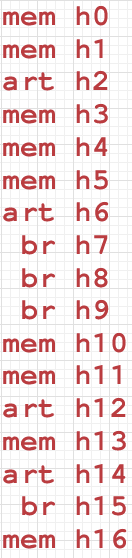 mem h0
mem h1
art h2
mem h3
mem h4
mem h5
art h6
br h7
br h8
br h9
mem h10
mem h11
art h12
mem h13
art h14
br h15
mem h16